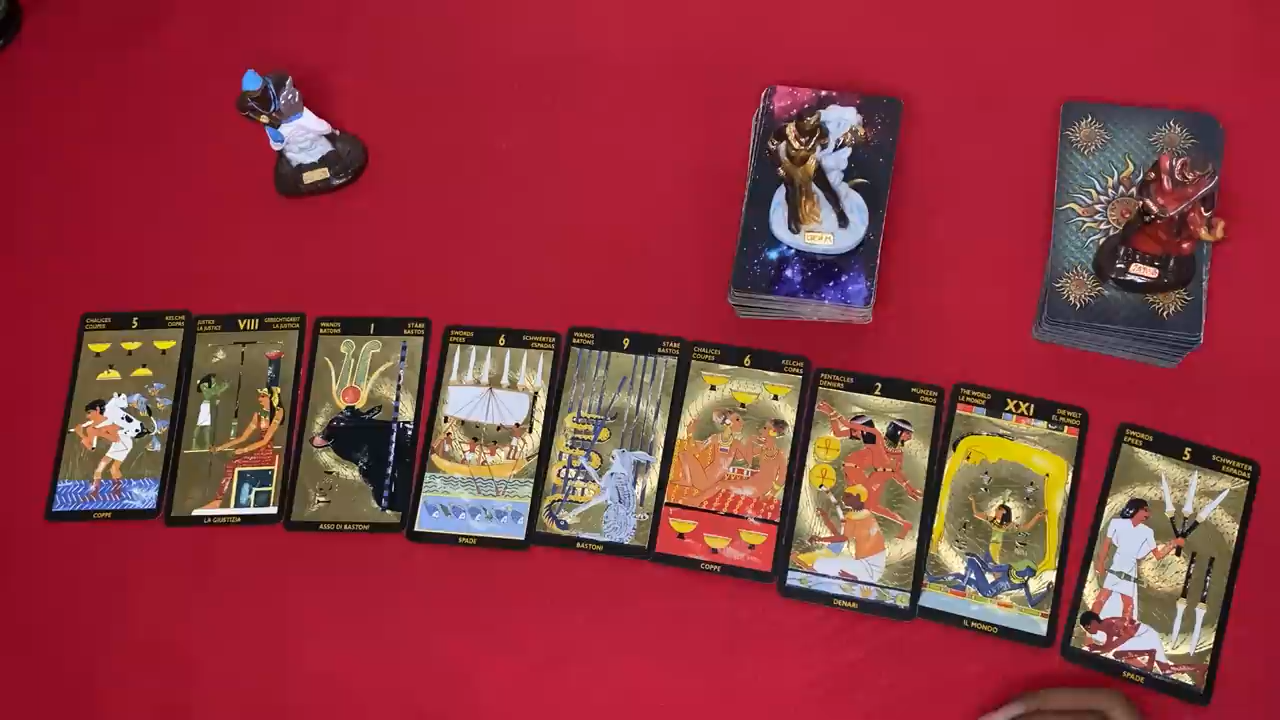 CHALICES
COUPES
5
KELCHE
COPAS
COPPE
JUSTICE
LA JUSTICE
VIII
GERECHTIGKEIT
LA JUSTICIA
LA GIUSTIZIA
WANDS
BATONS
1
STÄBE
BASTOS
ASSO DI BASTONI
SWORDS
EPEES
6
SCHWERTER
ESPADAS
SPADE
WANDS
BATONS
9
STÄBE
BASTOS
BASTONI
CHALICES
COUPES
6
KELCHE
COPAS
COPPE
PENTACLES
DENIERS
2
MÜNZEN
OROS
DENARI
THE WORLD
LE MONDE
XXI
DIE WELT
EL MUNDO
IL MONDO
SWORDS
EPEES
5
SCHWERTER
ESPADAS
SPADE